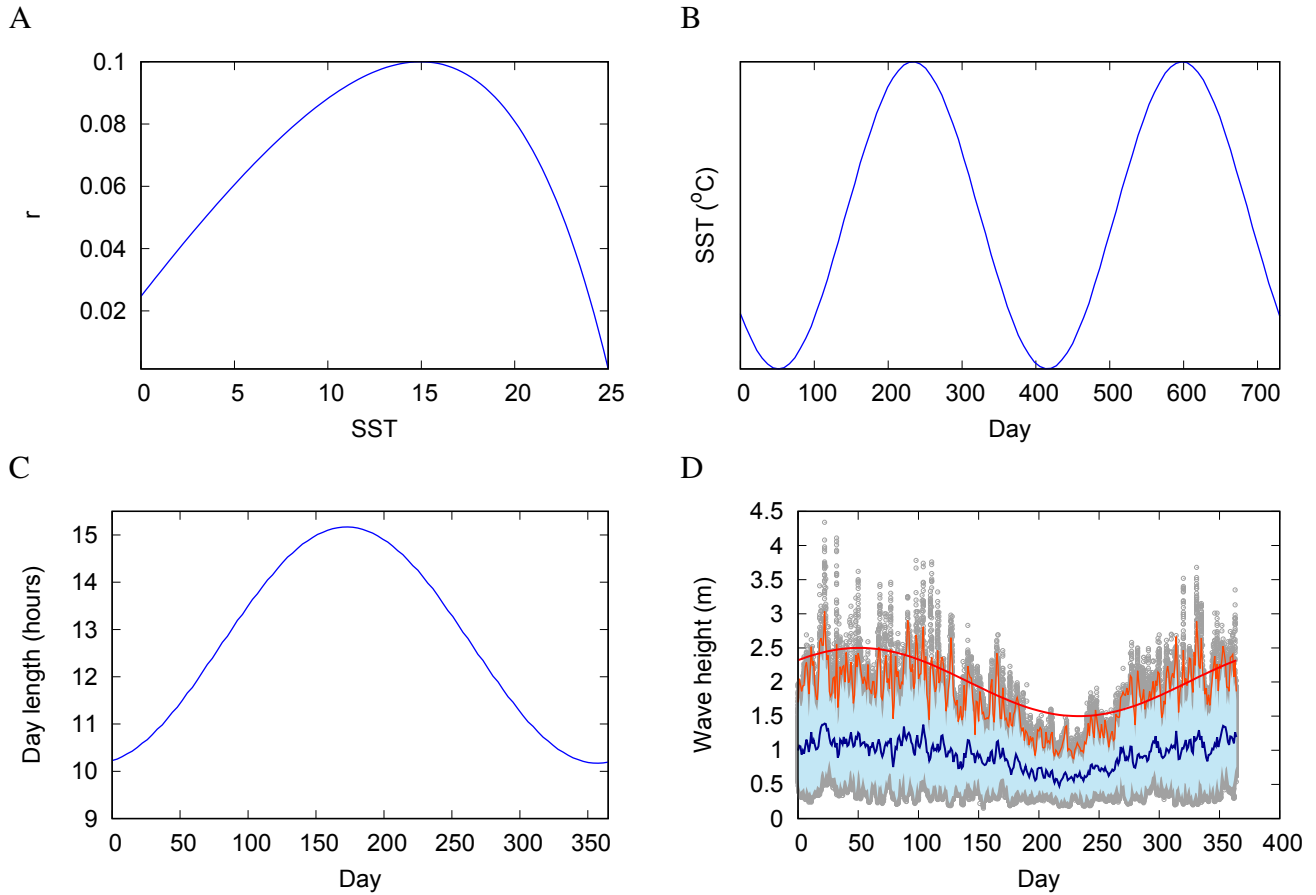 A
0.1
0.08
0.06
0.04
0.02
r
0 5 10 15 20 25
SST
B
SST (°C)
0 100 200 300 400 500 600 700
Day
C
15
14
13
12
11
10
9
Day length (hours)
0 50 100 150 200 250 300 350
Day
D
4.5
4
3.5
3
2.5
2
1.5
1
0.5
0
Wave height (m)
0 50 100 150 200 250 300 350 400
Day